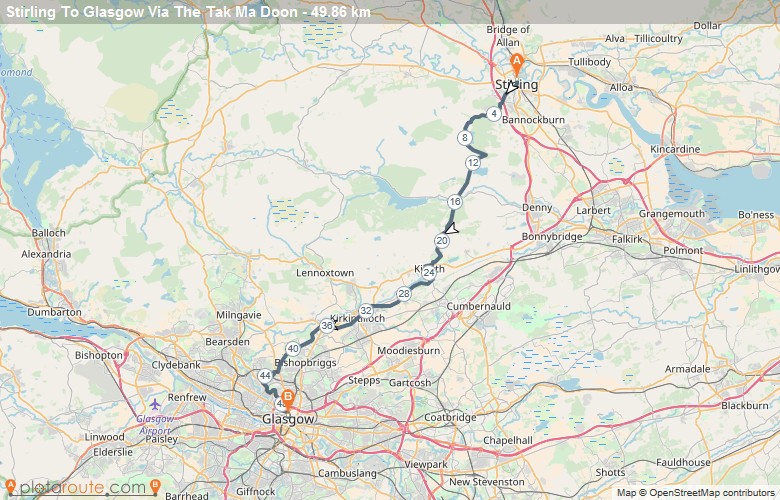 Stirling To Glasgow Via The Tak Ma Doon - 49.86 km
Dollar
Bridge of
Allan
Alva
Tillicoultry
A
Tullibody
Stirling
Alloa
4
Bannockburn
8
Kincardine
12
16
Denny
Larbert
Grangemouth
Bo'ness
Balloch
20
Bonnybridge
Falkirk
Polmont
Alexandria
Lennoxtown
24
Linlithgow
28
Cumbernauld
Dumbarton
Milngavie
32
Kirkintilloch
36
Bearsden
40
Moodiesburn
Bishopton
Bishopbriggs
Clydebank
44
Stepps
Gartcosh
Armadale
Renfrew
B
Glasgow
Airport
Glasgow
Coatbridge
Blackburn
Linwood
Paisley
Elderslie
Chapelhall
Viewpark
Fauldhouse
Cambuslang
New Stevenston
Shotts
A plotaroute.com B
Barrhead
Giffnock
Map © OpenStreetMap contributors